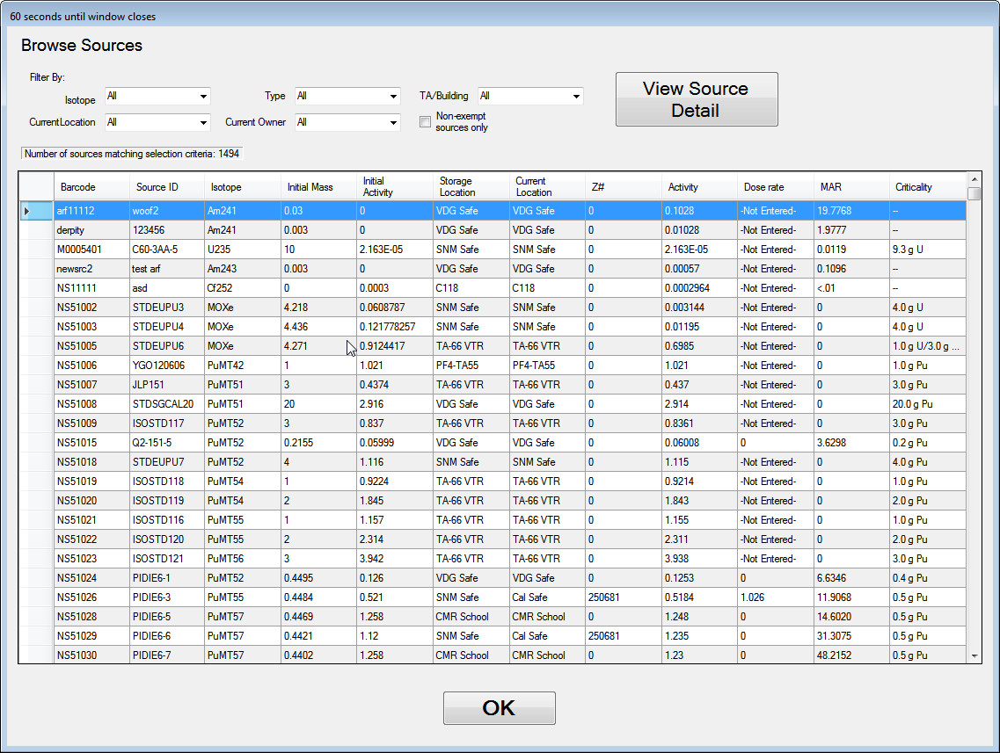 60 seconds until window closes
Browse Sources
Filter By:
Isotope All Type All TA/Building All
CurrentLocation All Current Owner All Non-exempt sources only
View Source Detail
Number of sources matching selection criteria: 1494
Barcode Source ID Isotope Initial Mass Initial Activity Storage Location Current Location Z# Activity Dose rate MAR Criticality
arf11112 woof2 Am241 0.03 0 VDG Safe VDG Safe 0 0.1028 -Not Entered- 19.7768 --
derpity 123456 Am241 0.003 0 VDG Safe VDG Safe 0 0.01028 -Not Entered- 1.9777 --
M0005401 C60-3AA-5 U235 10 2.163E-05 SNM Safe SNM Safe 0 2.163E-05 -Not Entered- 0.0119 9.3 g U
newsrc2 test arf Am243 0.003 0 VDG Safe VDG Safe 0 0.00057 -Not Entered- 0.1096 --
NS11111 asd Cf252 0 0.0003 C118 C118 0 0.0002964 -Not Entered- <.01 --
NS51002 STDEUPU3 MOXe 4.218 0.0608787 SNM Safe SNM Safe 0 0.003144 -Not Entered- 0 4.0 g U
NS51003 STDEUPU4 MOXe 4.436 0.121778257 SNM Safe SNM Safe 0 0.01195 -Not Entered- 0 4.0 g U
NS51005 STDEUPU6 MOXe 4.271 0.9124417 TA-66 VTR TA-66 VTR 0 0.6985 -Not Entered- 0 1.0 g U/3.0 g ...
NS51006 YGO120606 PuMT42 1 1.021 PF4-TA55 PF4-TA55 0 1.021 -Not Entered- 0 1.0 g Pu
NS51007 JLP151 PuMT51 3 0.4374 TA-66 VTR TA-66 VTR 0 0.437 -Not Entered- 0 3.0 g Pu
NS51008 STDSGCAL20 PuMT51 20 2.916 VDG Safe VDG Safe 0 2.914 -Not Entered- 0 20.0 g Pu
NS51009 ISOSTD117 PuMT52 3 0.837 TA-66 VTR TA-66 VTR 0 0.8361 -Not Entered- 0 3.0 g Pu
NS51015 Q2-151-5 PuMT52 0.2155 0.05999 VDG Safe VDG Safe 0 0.06008 0 3.6298 0.2 g Pu
NS51018 STDEUPU7 PuMT52 4 1.116 SNM Safe SNM Safe 0 1.115 -Not Entered- 0 4.0 g Pu
NS51019 ISOSTD118 PuMT54 1 0.9224 TA-66 VTR TA-66 VTR 0 0.9214 -Not Entered- 0 1.0 g Pu
NS51020 ISOSTD119 PuMT54 2 1.845 TA-66 VTR TA-66 VTR 0 1.843 -Not Entered- 0 2.0 g Pu
NS51021 ISOSTD116 PuMT55 1 1.157 TA-66 VTR TA-66 VTR 0 1.155 -Not Entered- 0 1.0 g Pu
NS51022 ISOSTD120 PuMT55 2 2.314 TA-66 VTR TA-66 VTR 0 2.311 -Not Entered- 0 2.0 g Pu
NS51023 ISOSTD121 PuMT56 3 3.942 TA-66 VTR TA-66 VTR 0 3.938 -Not Entered- 0 3.0 g Pu
NS51024 PIDIE6-1 PuMT52 0.4495 0.126 VDG Safe VDG Safe 0 0.1253 0 6.6346 0.4 g Pu
NS51026 PIDIE6-3 PuMT55 0.4484 0.521 SNM Safe Cal Safe 250681 0.5184 1.026 11.9068 0.5 g Pu
NS51028 PIDIE6-5 PuMT57 0.4469 1.258 CMR School CMR School 0 1.248 0 14.6020 0.5 g Pu
NS51029 PIDIE6-6 PuMT57 0.4421 1.12 SNM Safe Cal Safe 250681 1.235 0 31.3075 0.5 g Pu
NS51030 PIDIE6-7 PuMT57 0.4402 1.258 CMR School CMR School 0 1.23 0 48.2152 0.5 g Pu
OK